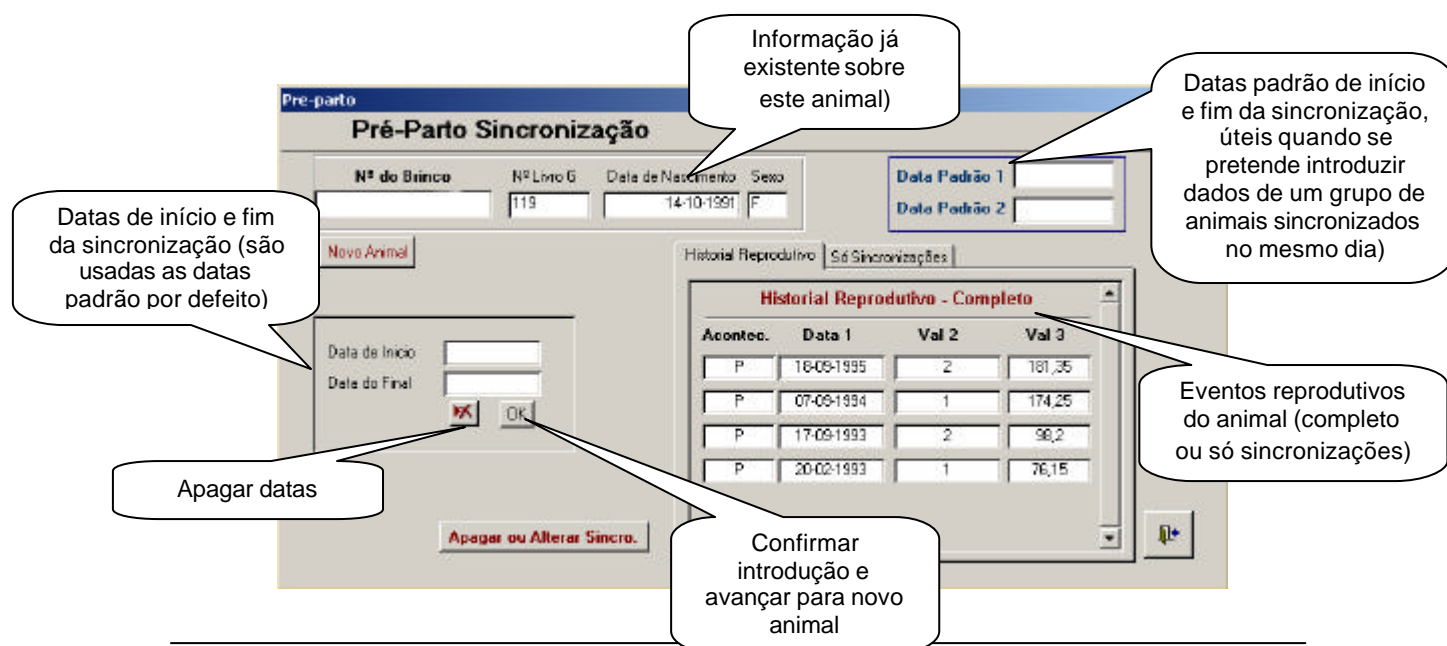 Informação já
existente sobre
este animal)
Datas padrão de início
e fim da sincronização,
úteis quando se
pretende introduzir
dados de um grupo de
animais sincronizados
no mesmo dia)
Pre-parto
Pré-Parto Sincronização
Nº do Brinco
Nº Livro G
Data de Nascimento
Sexo
119
14-10-1991
F
Data Padrão 1
Data Padrão 2
Datas de início e fim
da sincronização (são
usadas as datas
padrão por defeito)
Novo Animal
Historial Reprodutivo
Só Sincronizações
Historial Reprodutivo - Completo
Acontec. Data 1 Val 2 Val 3
P 18-09-1995 2 181,35
P 07-09-1994 1 174,25
P 17-09-1993 2 98,2
P 20-02-1993 1 76,15
Data de Inicio
Data do Final
OK
Eventos reprodutivos
do animal (completo
ou só sincronizações)
Apagar datas
Apagar ou Alterar Sincro.
Confirmar
introdução e
avançar para novo
animal